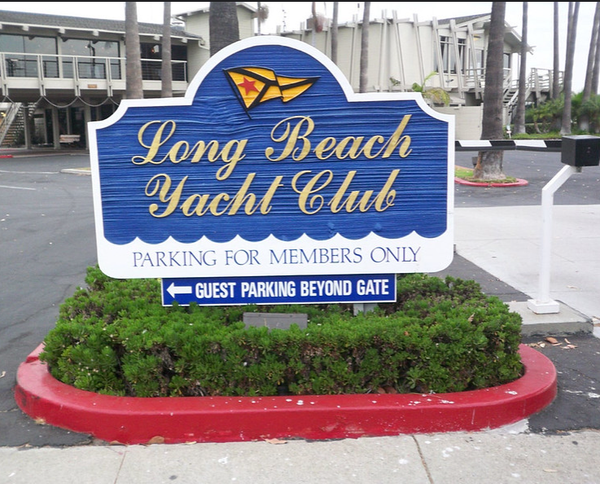 Long Beach
Yacht Club
PARKING FOR MEMBERS ONLY
GUEST PARKING BEYOND GATE